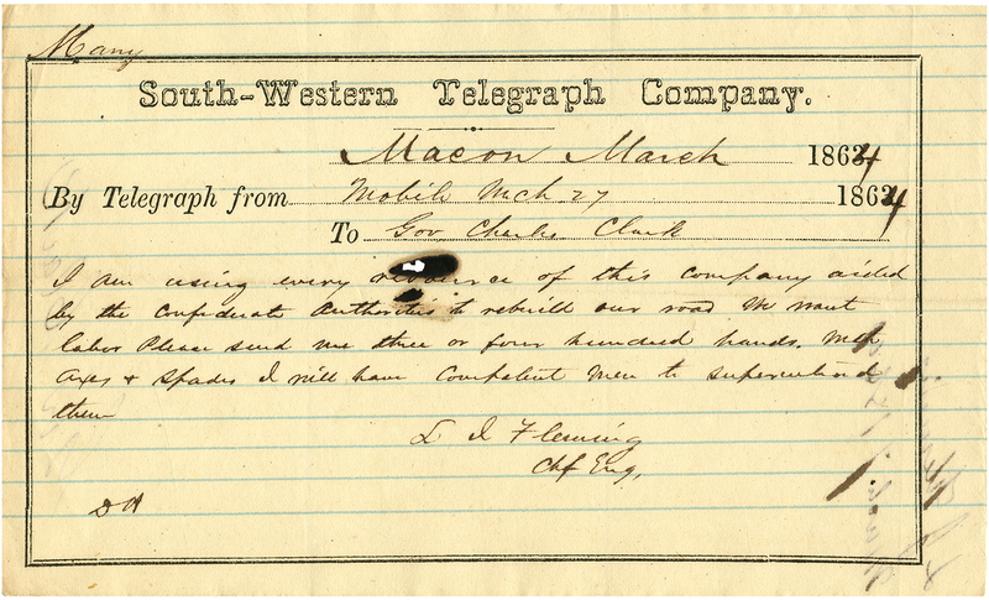 Many
South-Western Telegraph Company.
Macon March 1864
By Telegraph from Mobile Mch 27 1864
To Gov Charles Clark
I am using every resource of this company aided
by the Confederate Authorities to rebuild our road We want
labor Please send me three or four hundred hands. With
Axes & Spades I will have Competent Men to superintend
them
L I Fleming
Chf Eng,
D H